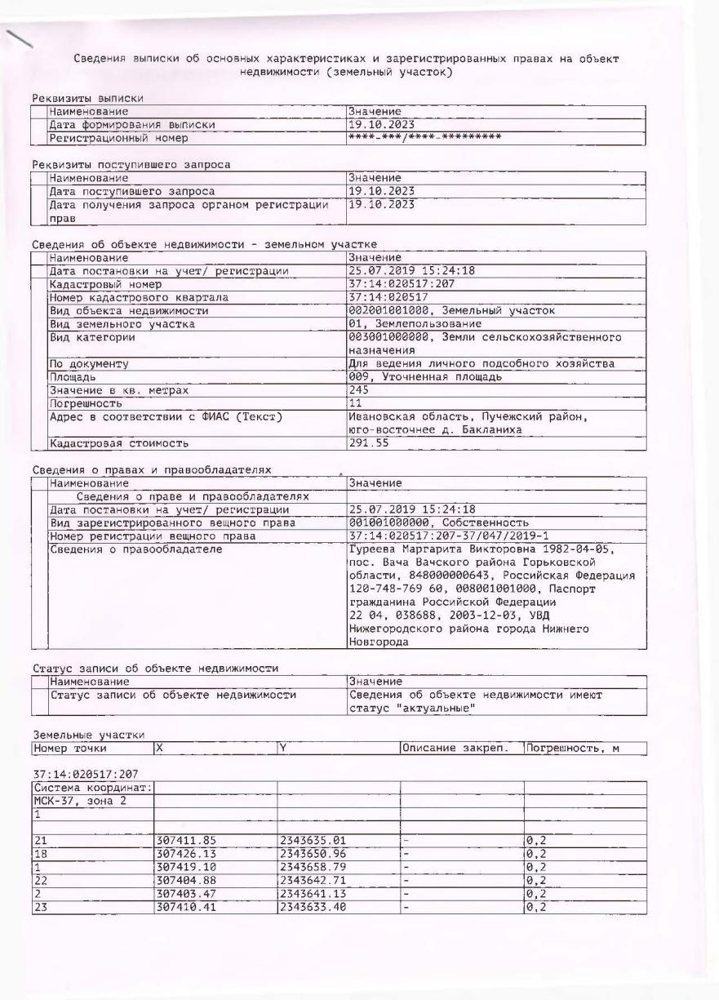 Сведения выписки об основных характеристиках и зарегистрированных правах на объект
недвижимости (земельный участок)
Реквизиты выписки
Наименование Значение
Дата формирования выписки 19.10.2023
Регистрационный номер ****-***/****-*********
Реквизиты поступившего запроса
Наименование Значение
Дата поступившего запроса 19.10.2023
Дата получения запроса органом регистрации 19.10.2023
прав
Сведения об объекте недвижимости - земельном участке
Наименование Значение
Дата постановки на учет/ регистрации 25.07.2019 15:24:18
Кадастровый номер 37:14:020517:207
Номер кадастрового квартала 37:14:020517
Вид объекта недвижимости 002001001000, Земельный участок
Вид земельного участка 01, Землепользование
Вид категории 003001000000, Земли сельскохозяйственного
назначения
По документу Для ведения личного подсобного хозяйства
Площадь 009, Уточненная площадь
Значение в кв. метрах 245
Погрешность 11
Адрес в соответствии с ФИАС (Текст) Ивановская область, Пучежский район,
юго-восточнее д. Бакланиха
Кадастровая стоимость 291.55
Сведения о правах и правообладателях
Наименование Значение
Сведения о праве и правообладателях
Дата постановки на учет/ регистрации 25.07.2019 15:24:18
Вид зарегистрированного вещного права 001001000000, Собственность
Номер регистрации вещного права 37:14:020517:207-37/047/2019-1
Сведения о правообладателе Гуреева Маргарита Викторовна 1982-04-05,
пос. Вача Вачского района Горьковской
области, 848000000643, Российская Федерация
120-748-769 60, 008001001000, Паспорт
гражданина Российской Федерации
22 04, 038688, 2003-12-03, УВД
Нижегородского района города Нижнего
Новгорода
Статус записи об объекте недвижимости
Наименование Значение
Статус записи об объекте недвижимости Сведения об объекте недвижимости имеют
статус "актуальные"
Земельные участки
Номер точки X Y Описание закреп. Погрешность, м
37:14:020517:207
Система координат:
МСК-37, зона 2
1
21 307411.85 2343635.01 - 0,2
18 307426.13 2343650.96 - 0,2
1 307419.10 2343658.79 - 0,2
22 307404.88 2343642.71 - 0,2
2 307403.47 2343641.13 - 0,2
23 307410.41 2343633.40 - 0,2